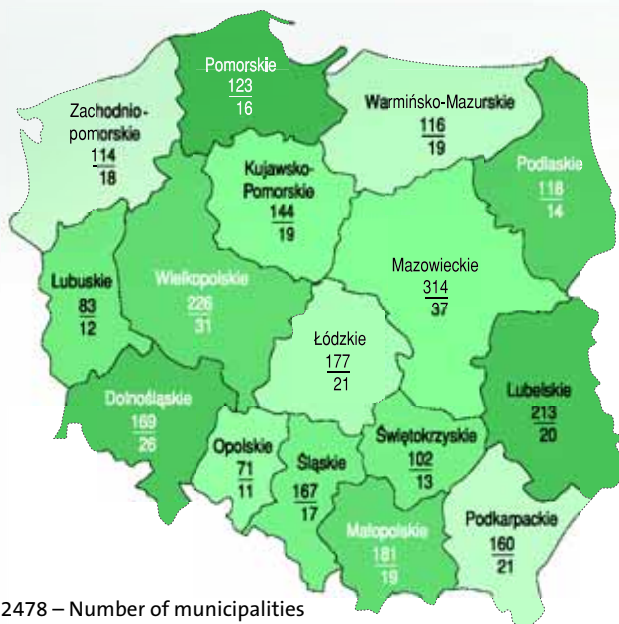 Pomorskie
123
16
Zachodnio-
pomorskie
114
18
Warmińsko-Mazurskie
116
19
Podlaskie
118
14
Kujawsko-
Pomorskie
144
19
Lubuskie
83
12
Wielkopolskie
226
31
Mazowieckie
314
37
Łódzkie
177
21
Dolnośląskie
169
26
Lubelskie
213
20
Opolskie
71
11
Śląskie
167
17
Świętokrzyskie
102
13
Małopolskie
181
19
Podkarpackie
160
21
2478 – Number of municipalities